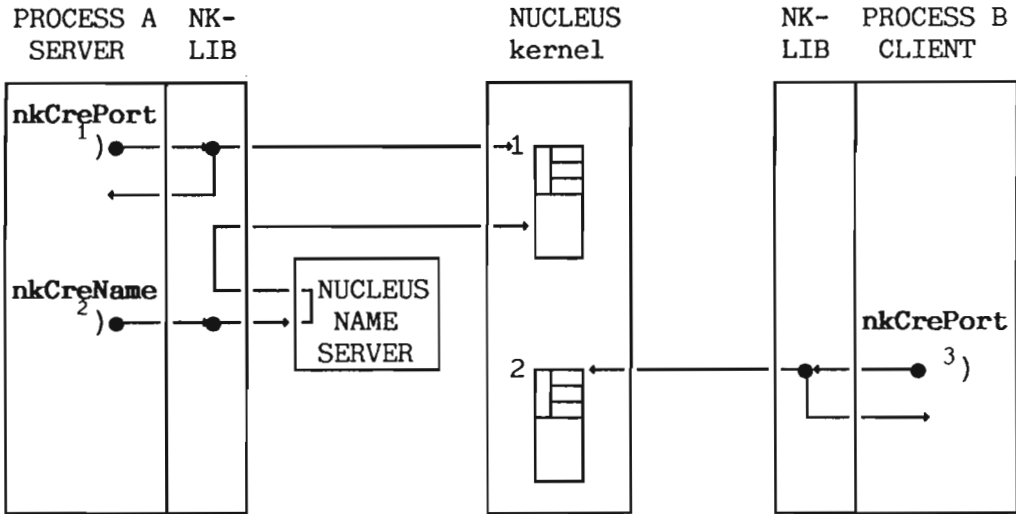 PROCESS A NK- NUCLEUS NK- PROCESS B
SERVER LIB kernel LIB CLIENT
nkCrePort
1)
1
nkCreName
2)
NUCLEUS
NAME
SERVER
nkCrePort
3)
2